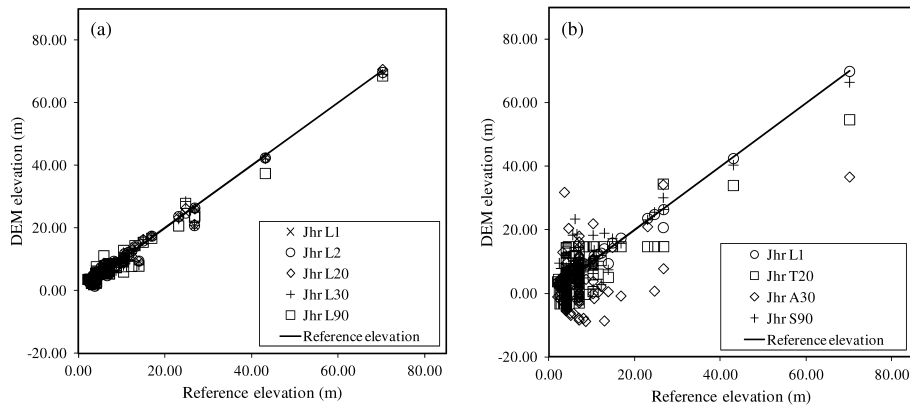 (a)
80.00
60.00
40.00
20.00
0.00
-20.00
DEM elevation (m)
0.00 20.00 40.00 60.00 80.00
Reference elevation (m)
Jhr L1
Jhr L2
Jhr L20
Jhr L30
Jhr L90
Reference elevation
(b)
80.00
60.00
40.00
20.00
0.00
-20.00
DEM elevation (m)
0.00 20.00 40.00 60.00 80.00
Reference elevation (m)
Jhr L1
Jhr T20
Jhr A30
Jhr S90
Reference elevation